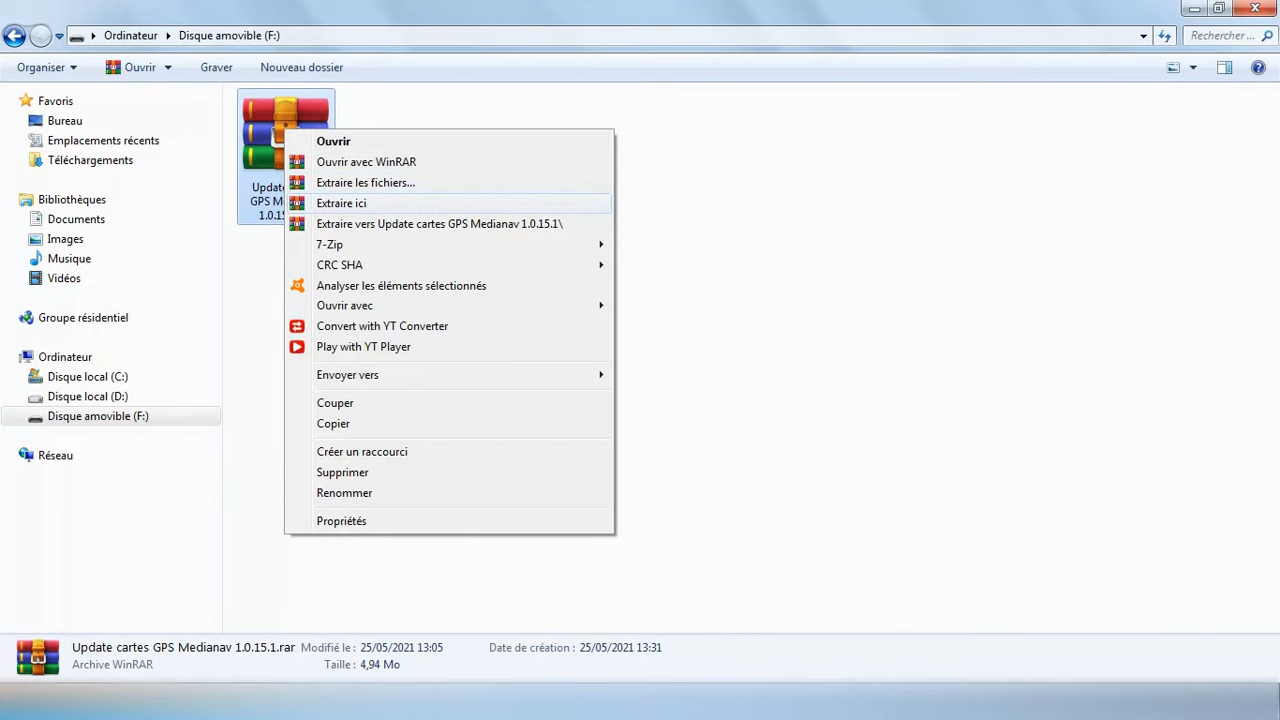 Ordinateur Disque amovible (F:)
Rechercher ...
Organiser Ouvrir Graver Nouveau dossier
Favoris
Bureau
Emplacements récents
Téléchargements
Bibliothèques
Documents
Images
Musique
Vidéos
Groupe résidentiel
Ordinateur
Disque local (C:)
Disque local (D:)
Disque amovible (F:)
Réseau
GPS M
1.0.1
Ouvrir
Ouvrir avec WinRAR
Extraire les fichiers...
Extraire ici
Extraire vers Update cartes GPS Medianav 1.0.15.1\
7-Zip
CRC SHA
Analyser les éléments sélectionnés
Ouvrir avec
Convert with YT Converter
Play with YT Player
Envoyer vers
Couper
Copier
Créer un raccourci
Supprimer
Renommer
Propriétés
Update cartes GPS Medianav 1.0.15.1.rar Modifié le : 25/05/2021 13:05 Date de création : 25/05/2021 13:31
Archive WinRAR Taille : 4,94 Mo